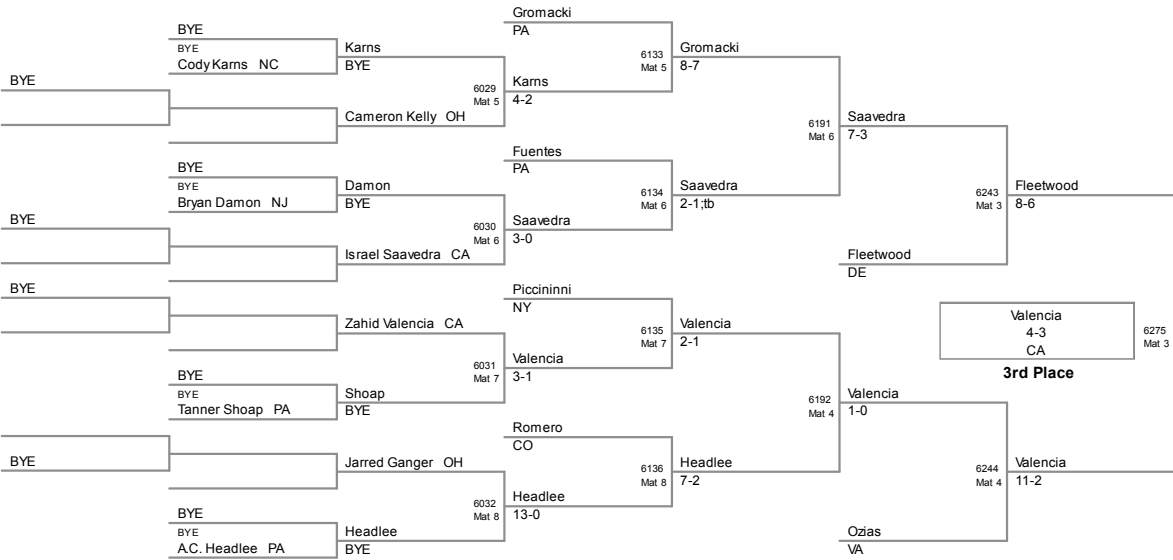 Gromacki
PA
BYE
BYE
Cody Karns NC
Karns
BYE
6133
Mat 5
Gromacki
8-7
BYE
6029
Mat 5
Karns
4-2
Cameron Kelly OH
6191
Mat 6
Saavedra
7-3
Fuentes
PA
BYE
BYE
Bryan Damon NJ
Damon
BYE
6134
Mat 6
Saavedra
2-1;tb
6243
Mat 3
Fleetwood
8-6
BYE
6030
Mat 6
Saavedra
3-0
Israel Saavedra CA
Fleetwood
DE
BYE
Piccininni
NY
Zahid Valencia CA
6135
Mat 7
Valencia
2-1
Valencia
4-3
CA
6275
Mat 3
3rd Place
6031
Mat 7
Valencia
3-1
BYE
BYE
Tanner Shoap PA
Shoap
BYE
6192
Mat 4
Valencia
1-0
Romero
CO
BYE
Jarred Ganger OH
6136
Mat 8
Headlee
7-2
6244
Mat 4
Valencia
11-2
6032
Mat 8
Headlee
13-0
BYE
BYE
A.C. Headlee PA
Headlee
BYE
Ozias
VA